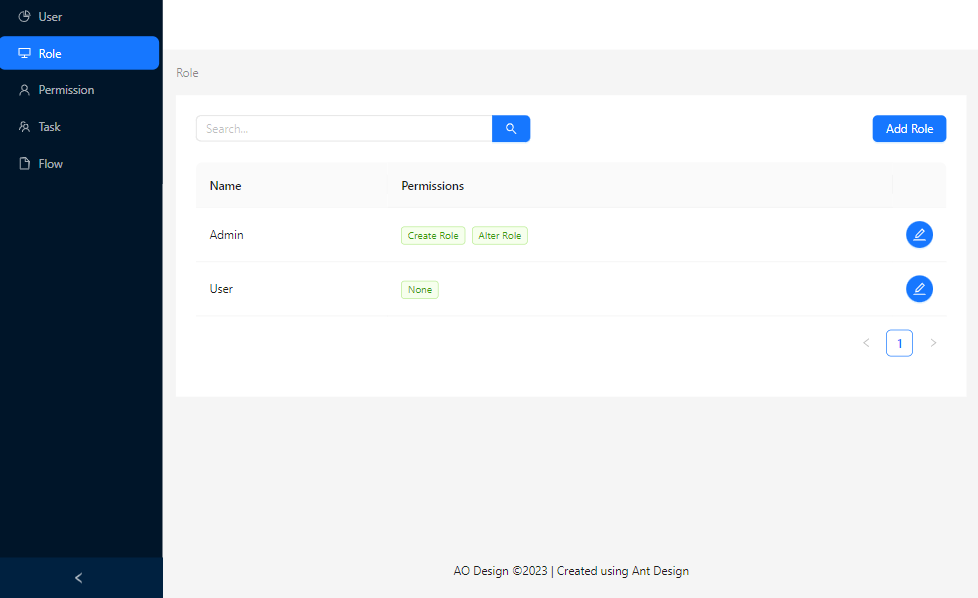 User
Role
Permission
Task
Flow
Role
Search...
Add Role
Name Permissions
Admin Create Role Alter Role
User None
1
AO Design ©2023 | Created using Ant Design